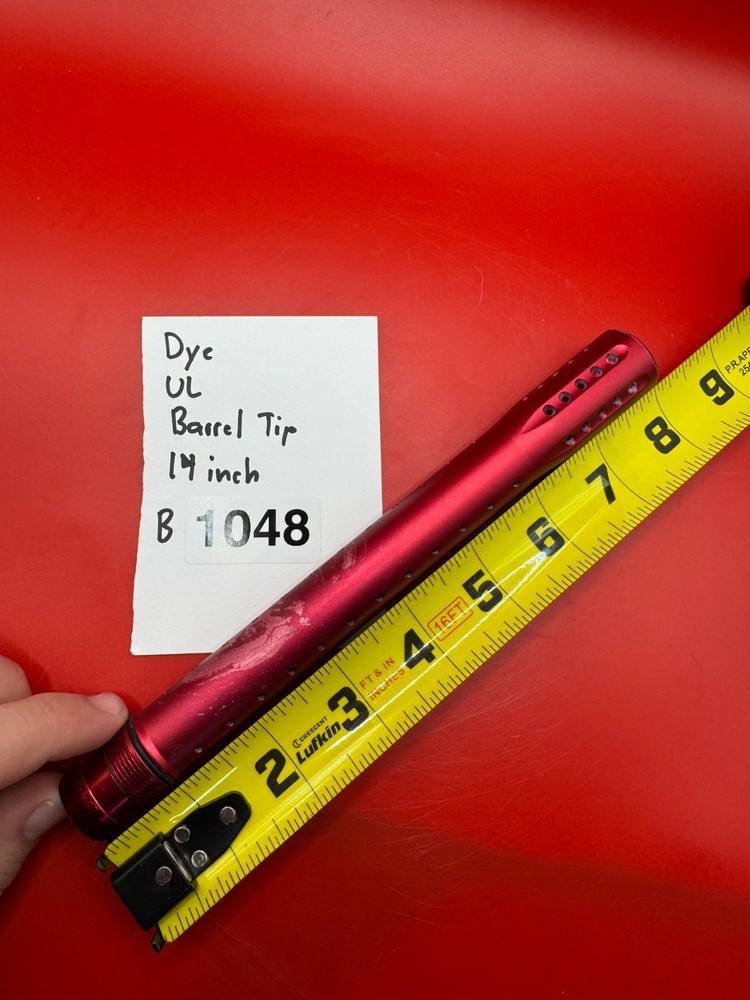 Dye
UL
Barrel Tip
14 inch
B 1048
2
CRESCENT
Lufkin
3
FT & IN
INCHES
4
16FT
5
6
7
8
9